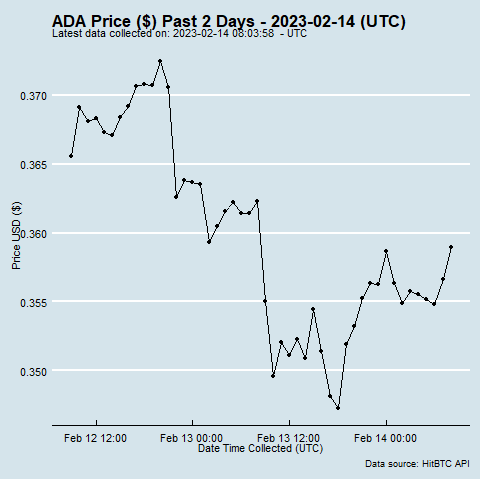 ADA Price ($) Past 2 Days - 2023-02-14 (UTC)
Latest data collected on: 2023-02-14 08:03:58 - UTC
0.370
0.365
0.360
0.355
0.350
Price USD ($)
Feb 12 12:00
Feb 13 00:00
Feb 13 12:00
Feb 14 00:00
Date Time Collected (UTC)
Data source: HitBTC API